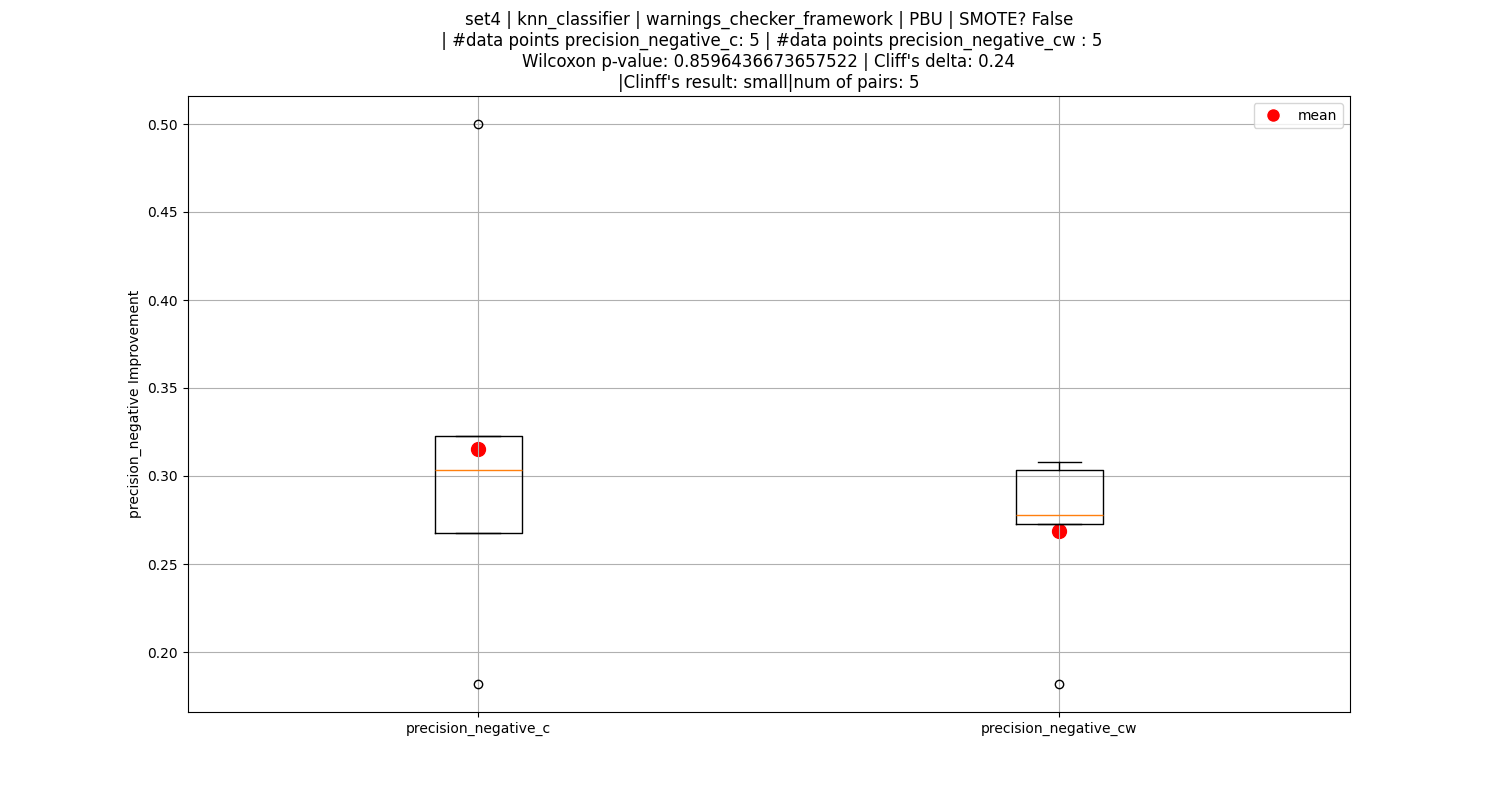 set4 | knn_classifier | warnings_checker_framework | PBU | SMOTE? False
| #data points precision_negative_c: 5 | #data points precision_negative_cw : 5
Wilcoxon p-value: 0.8596436673657522 | Cliff's delta: 0.24
|Clinff's result: small|num of pairs: 5
mean
0.50
0.45
0.40
0.35
0.30
0.25
0.20
precision_negative Improvement
precision_negative_c
precision_negative_cw